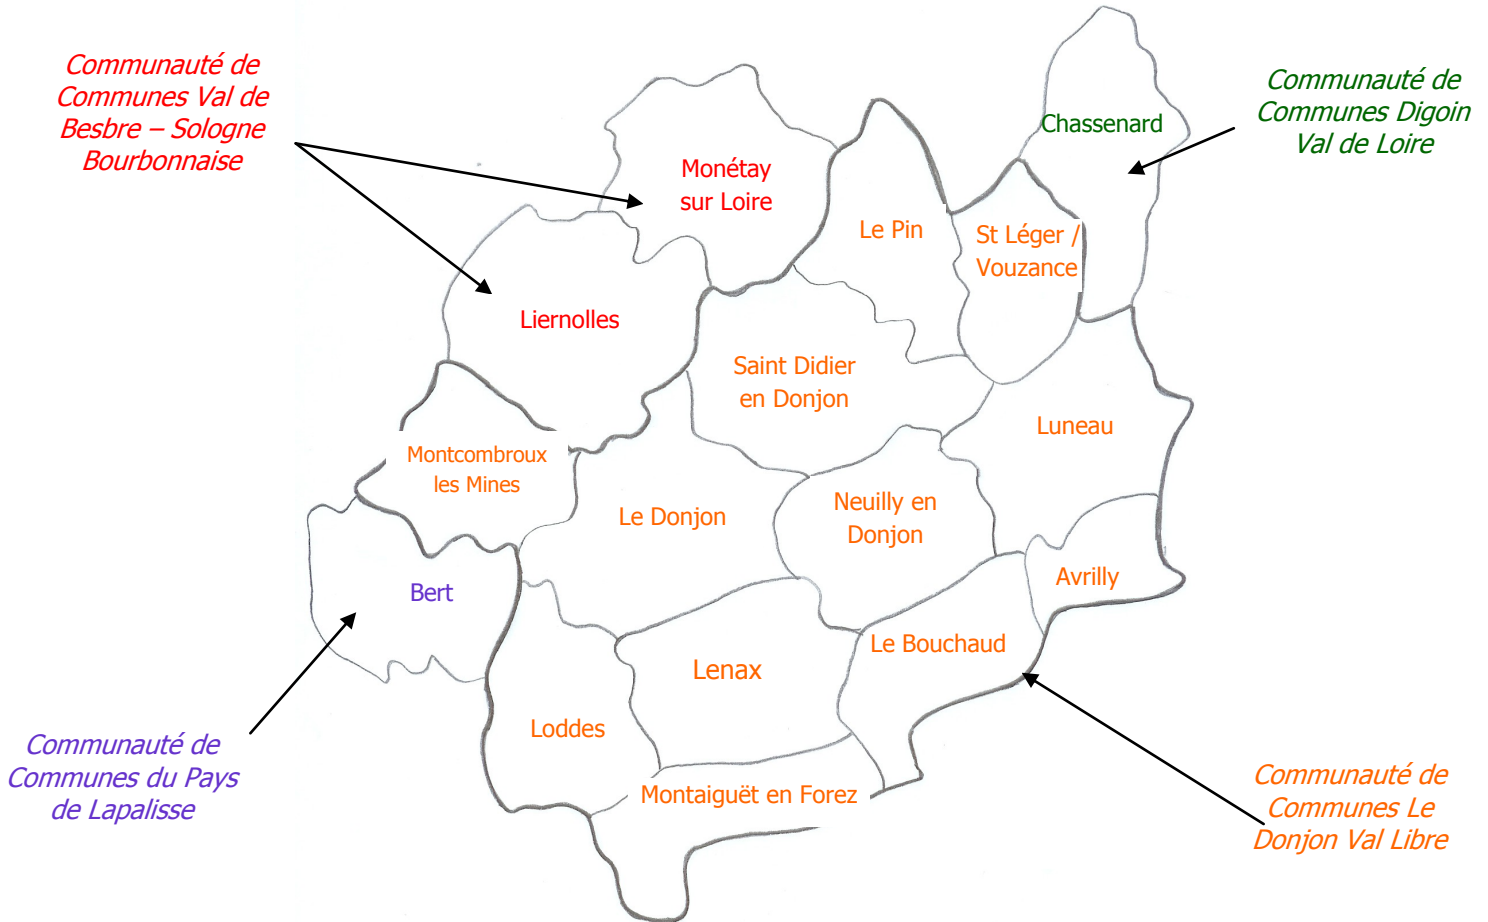 Communauté de
Communes Val de
Besbre – Sologne
Bourbonnaise
Communauté de
Communes Digoin
Val de Loire
Chassenard
Monétay
sur Loire
Le Pin
St Léger /
Vouzance
Liernolles
Saint Didier
en Donjon
Luneau
Montcombroux
les Mines
Le Donjon
Neuilly en
Donjon
Avrilly
Bert
Le Bouchaud
Lenax
Loddes
Montaiguët en Forez
Communauté de
Communes du Pays
de Lapalisse
Communauté de
Communes Le
Donjon Val Libre